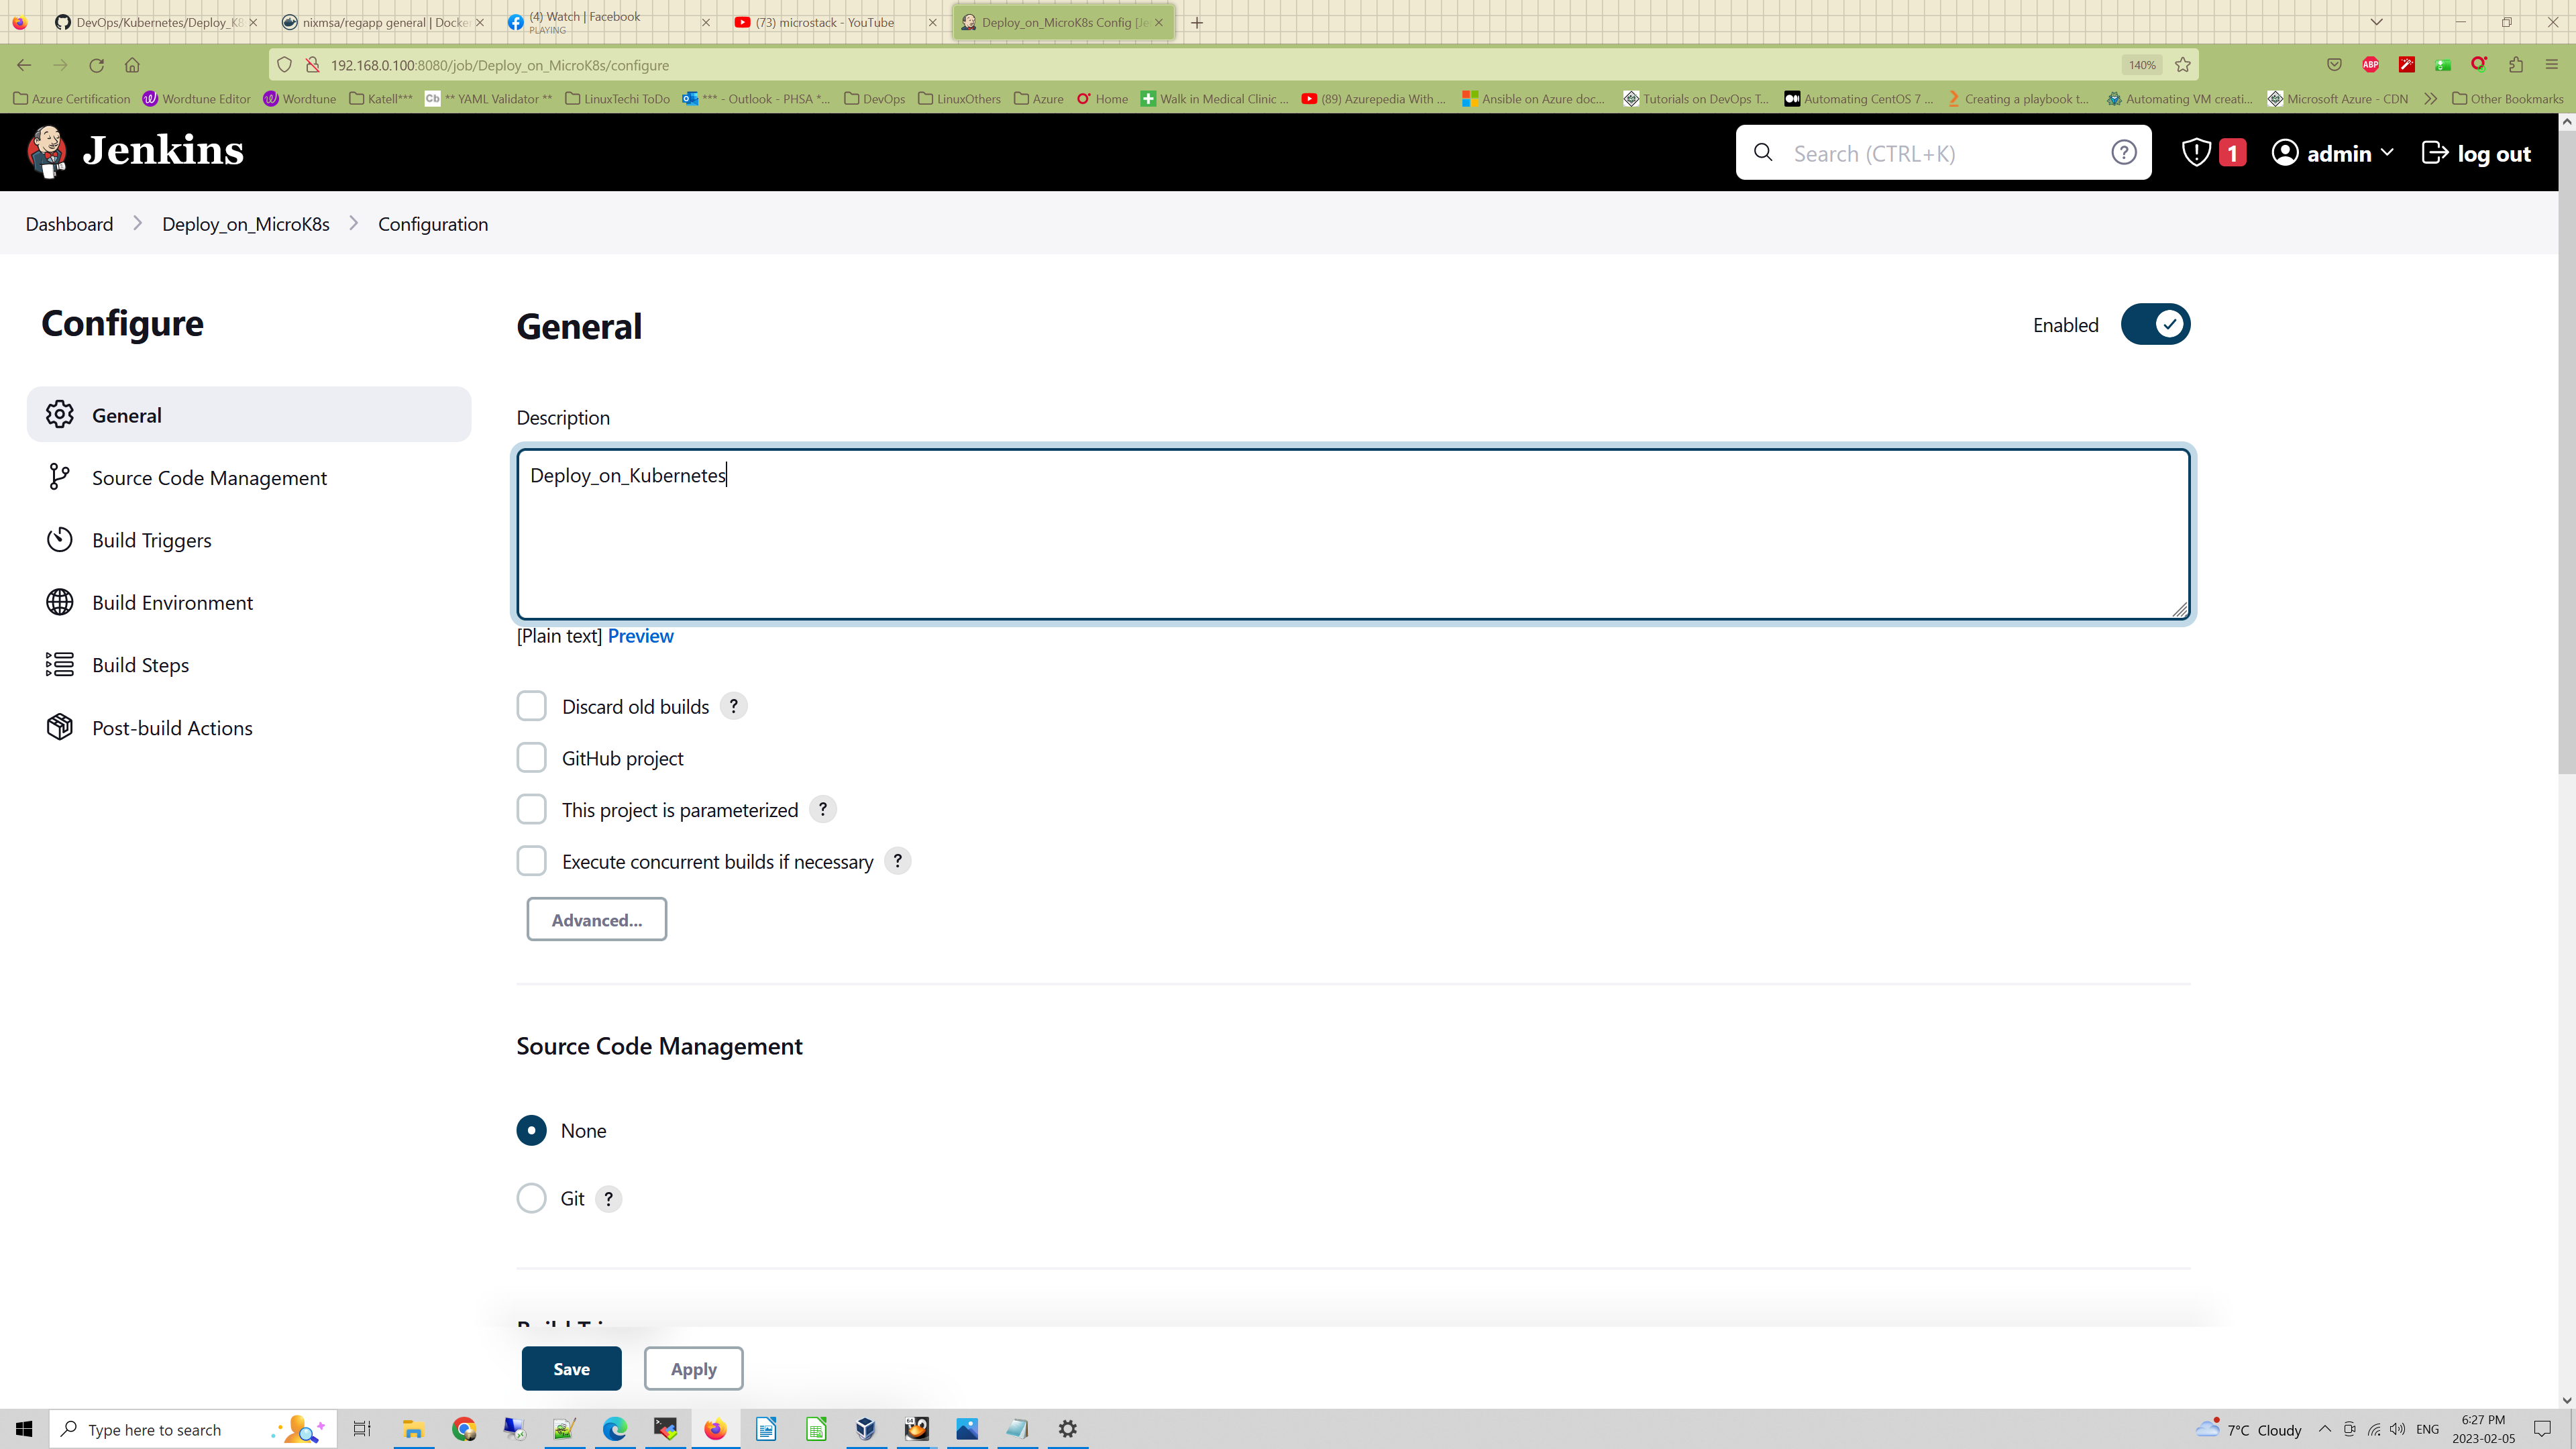 DevOps/Kubernetes/Deploy_K8
nixmsa/regapp general | Docker
(4) Watch | Facebook
PLAYING
(73) microstack - YouTube
Deploy_on_MicroK8s Config [Je
192.168.0.100:8080/job/Deploy_on_MicroK8s/configure
140%
ABP
Azure Certification
Wordtune Editor
Wordtune
Katell***
Cb
** YAML Validator **
LinuxTechi ToDo
*** - Outlook - PHSA *...
DevOps
LinuxOthers
Azure
Home
Walk in Medical Clinic ...
(89) Azurepedia With ...
Ansible on Azure doc...
Tutorials on DevOps T...
Automating CentOS 7 ...
Creating a playbook t...
Automating VM creati...
Microsoft Azure - CDN
Other Bookmarks
Jenkins
Search (CTRL+K)
1
admin
log out
Dashboard
Deploy_on_MicroK8s
Configuration
Configure
General
Source Code Management
Build Triggers
Build Environment
Build Steps
Post-build Actions
General
Enabled
Description
Deploy_on_Kubernetes
[Plain text] Preview
Discard old builds ?
GitHub project
This project is parameterized ?
Execute concurrent builds if necessary ?
Advanced...
Source Code Management
None
Git ?
Save
Apply
Type here to search
7°C Cloudy
ENG
6:27 PM
2023-02-05